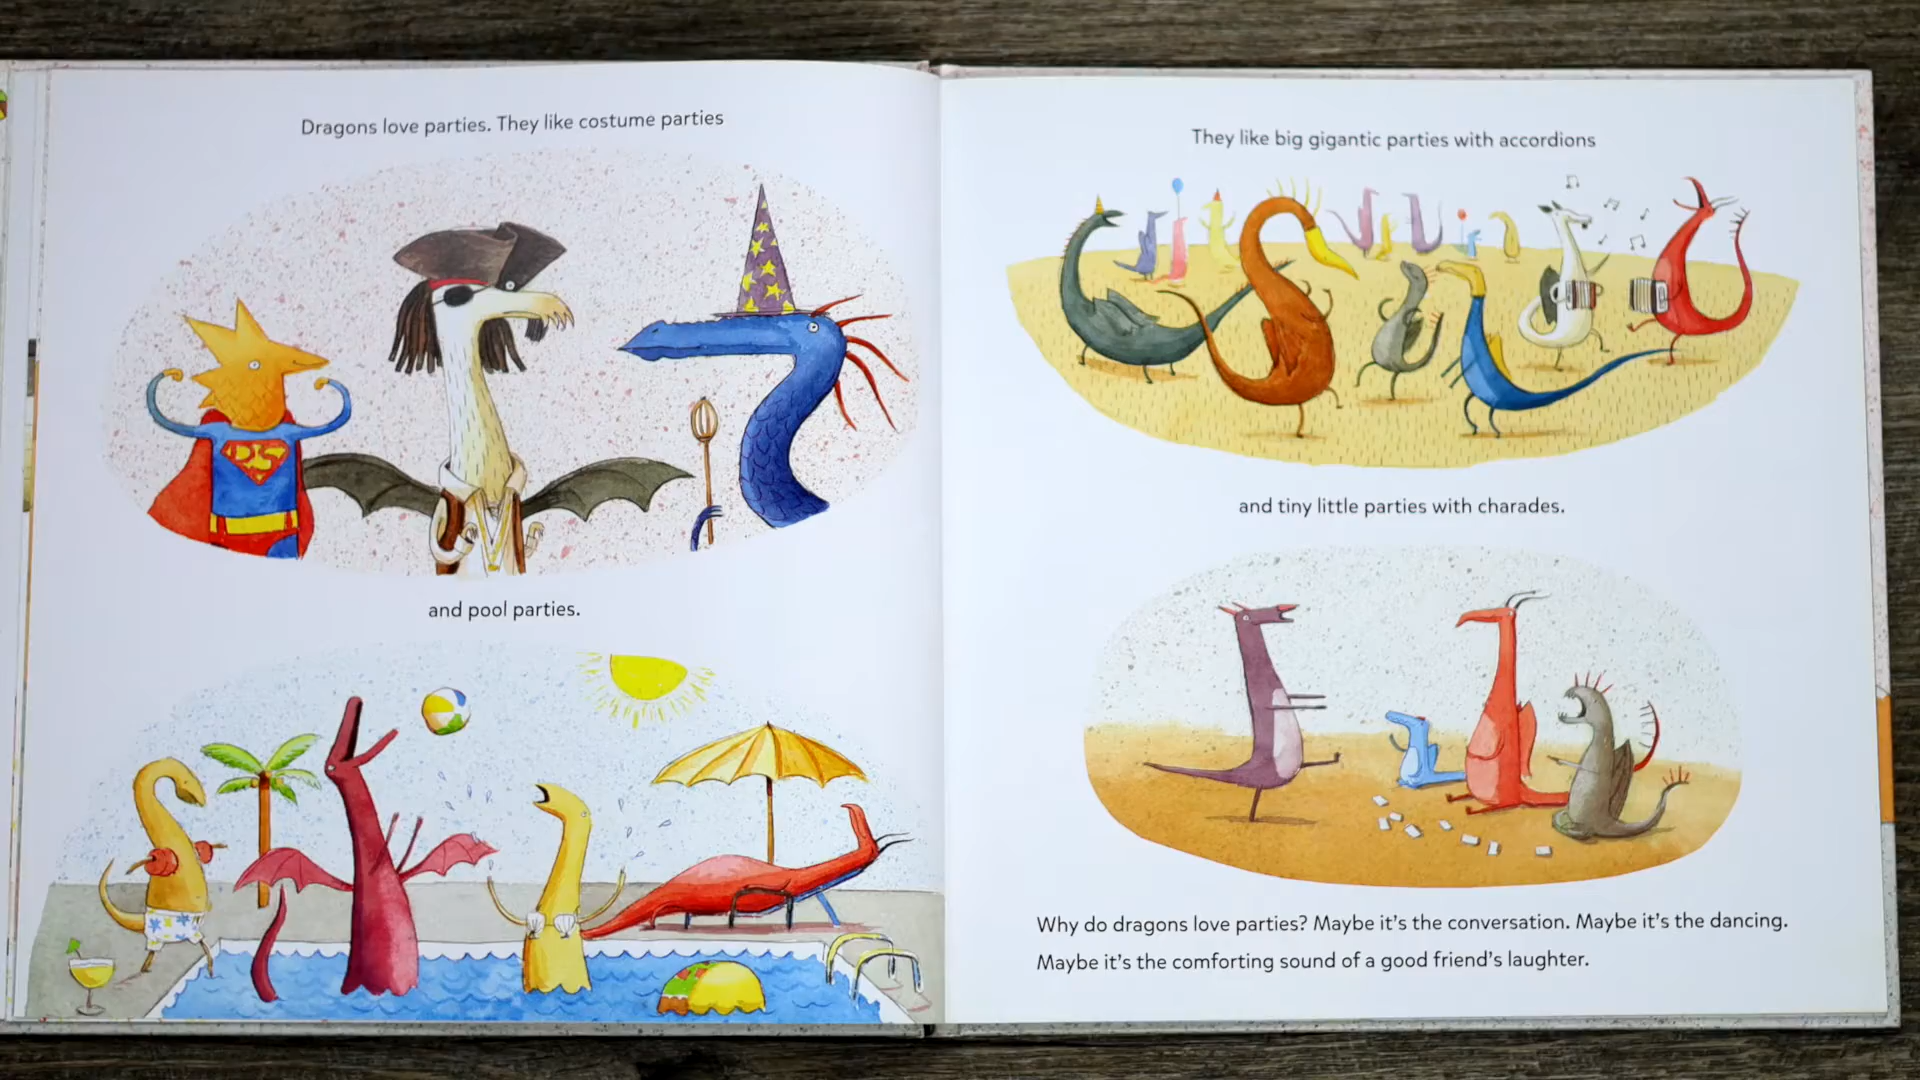 Dragons love parties. They like costume parties
DS
and pool parties.
They like big gigantic parties with accordions
and tiny little parties with charades.
Why do dragons love parties? Maybe it's the conversation. Maybe it's the dancing.
Maybe it's the comforting sound of a good friend's laughter.